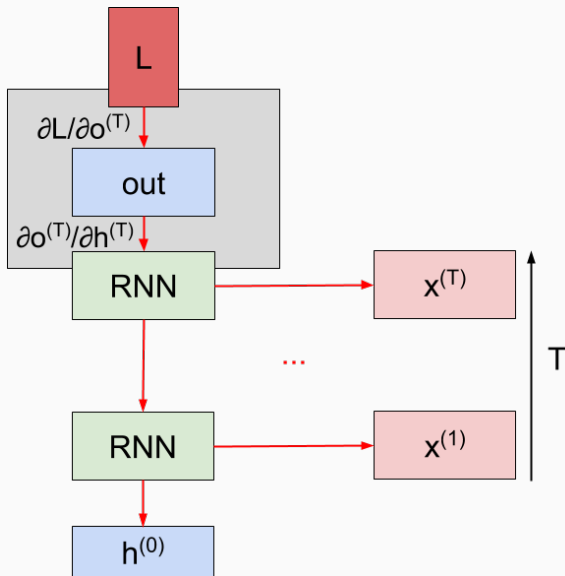 L
∂L/∂o⁽ᵀ⁾
out
∂o⁽ᵀ⁾/∂h⁽ᵀ⁾
RNN
x⁽ᵀ⁾
...
T
RNN
x⁽¹⁾
h⁽⁰⁾